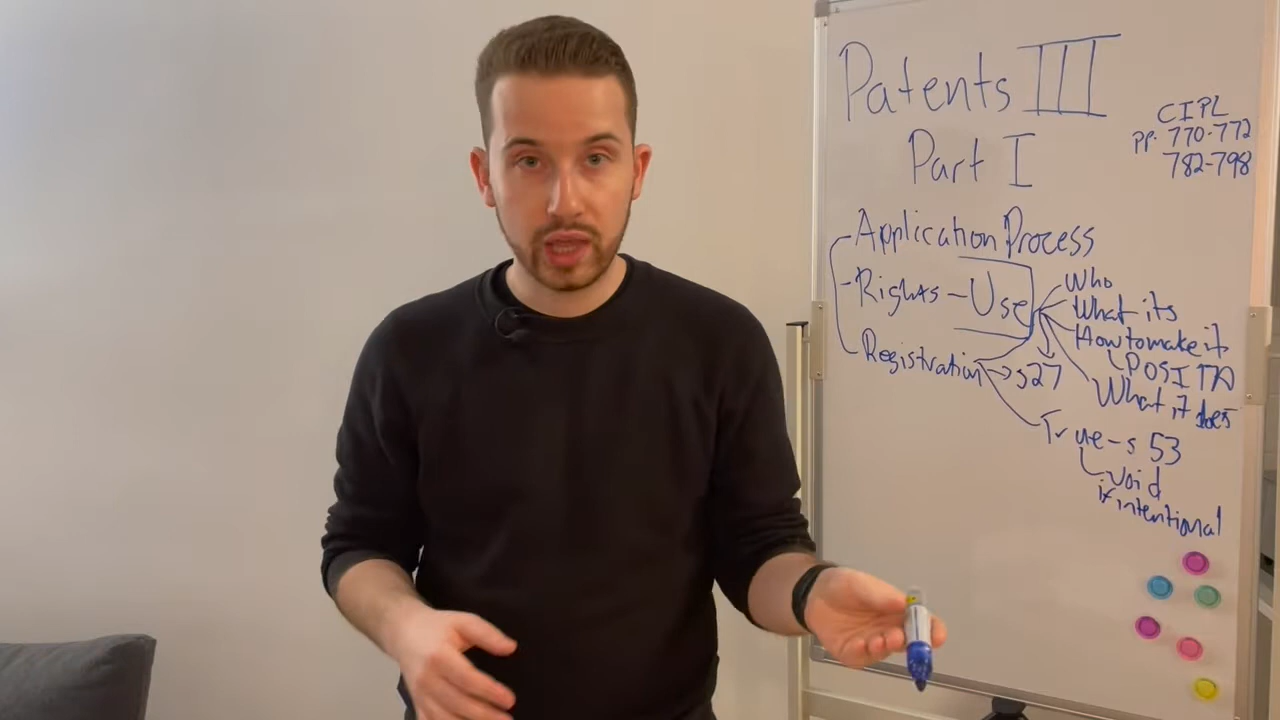 Patents III
Part I
CIPL
pp. 770-772
782-798
Application Process
- Rights - Use
Who
What its
How to make it
POSITA
What it does
Registration → s27
True - s 53
void
if intentional